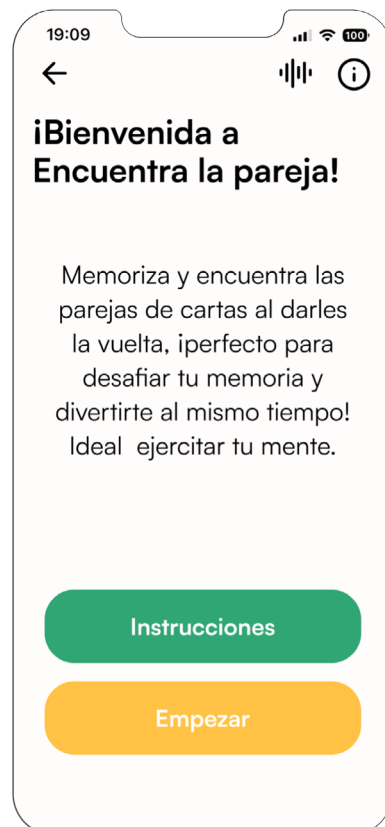 19:09
100
¡Bienvenida a
Encuentra la pareja!
Memoriza y encuentra las
parejas de cartas al darles
la vuelta, ¡perfecto para
desafiar tu memoria y
divertirte al mismo tiempo!
Ideal  ejercitar tu mente.
Instrucciones
Empezar